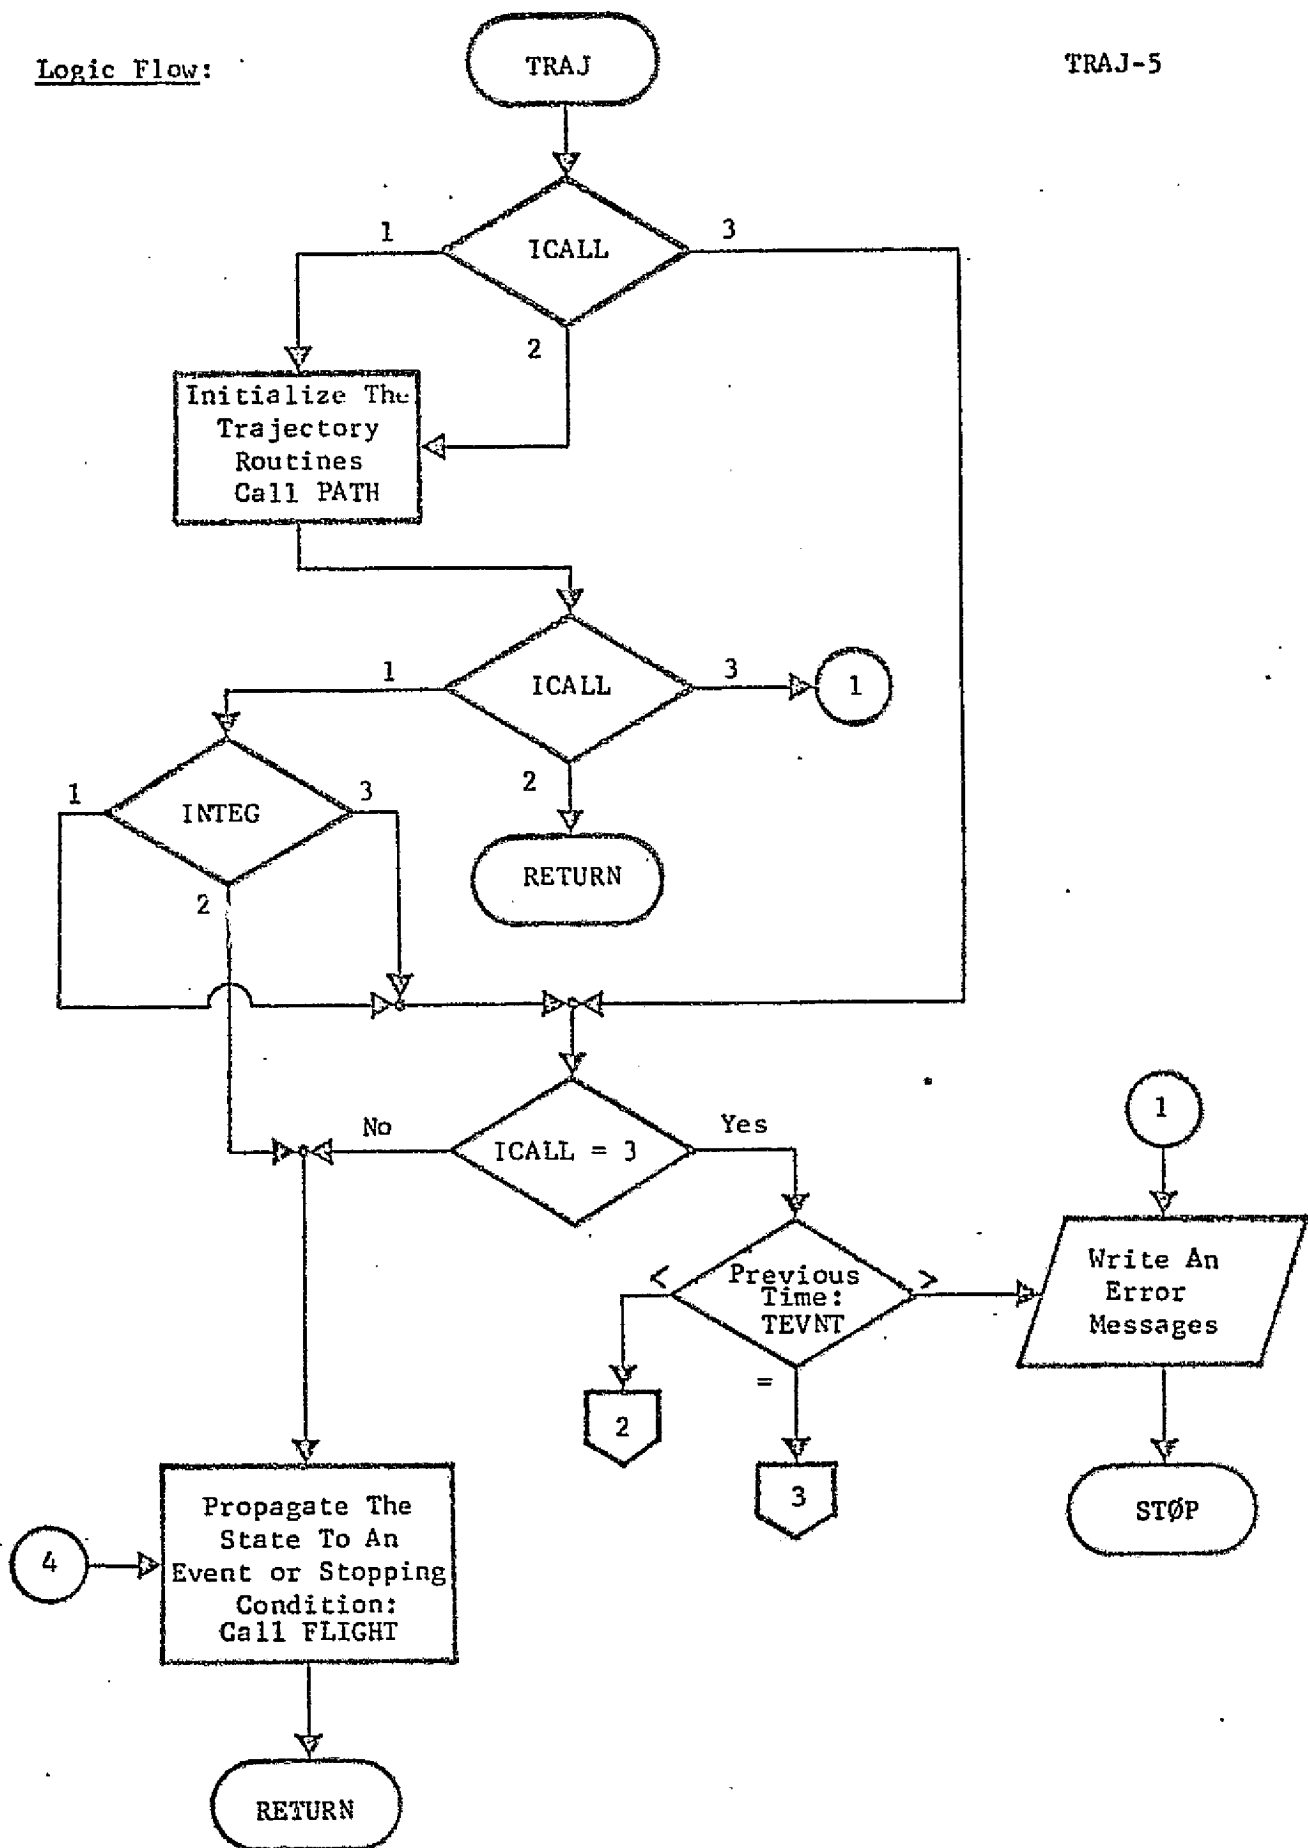 Logic Flow:
TRAJ-5
TRAJ
ICALL
1
3
2
Initialize The
Trajectory
Routines
Call PATH
ICALL
1
3
1
2
RETURN
INTEG
1
3
2
ICALL = 3
No
Yes
1
Previous
Time:
TEVNT
<
>
=
Write An
Error
Messages
2
3
STØP
Propagate The
State To An
Event or Stopping
Condition:
Call FLIGHT
4
RETURN